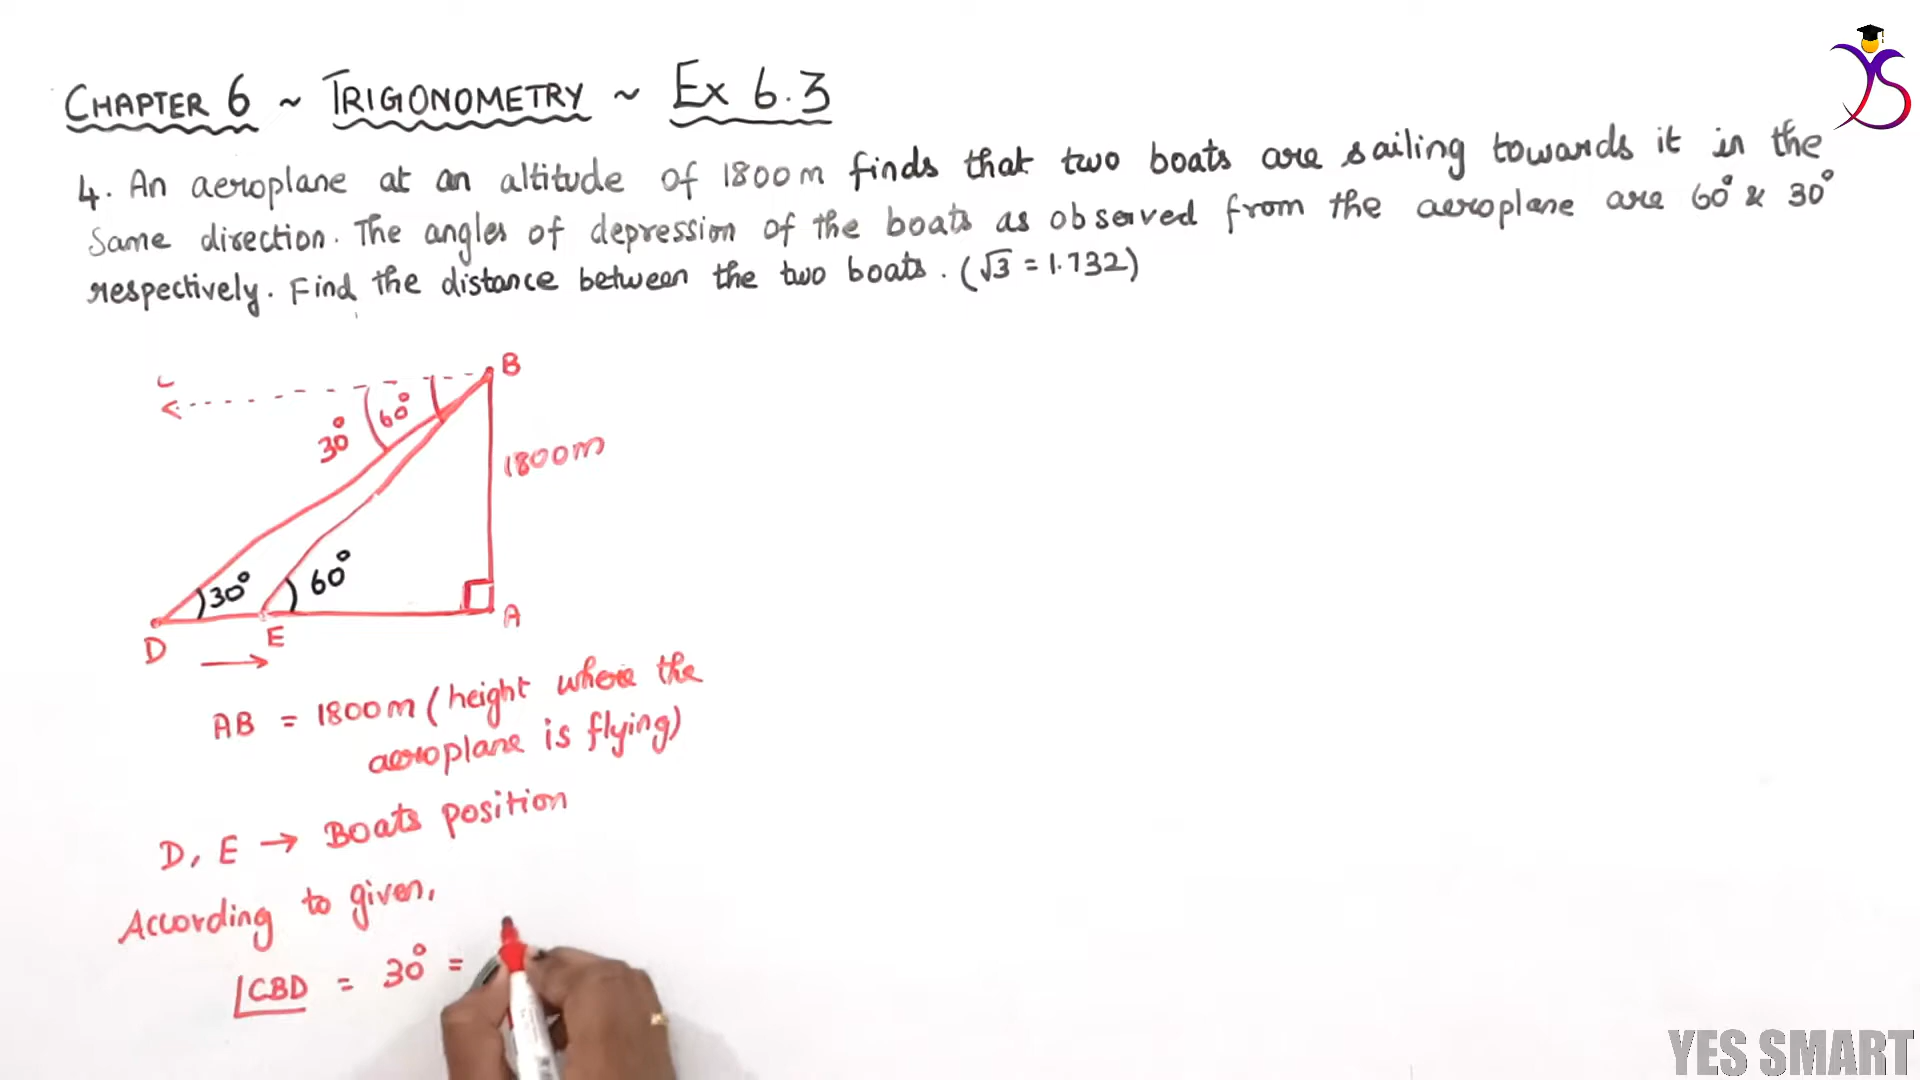 CHAPTER 6 ~ TRIGONOMETRY ~ Ex 6.3
4. An aeroplane at an altitude of 1800m finds that two boats are sailing towards it in the
same direction. The angles of depression of the boats as observed from the aeroplane are 60° & 30°
respectively. Find the distance between the two boats. (√3 = 1.732)
B
30°
60°
1800m
30°
60°
D
E
A
AB = 1800m (height where the
aeroplane is flying)
D, E → Boats position
According to given,
∠CBD = 30° =
YES SMART